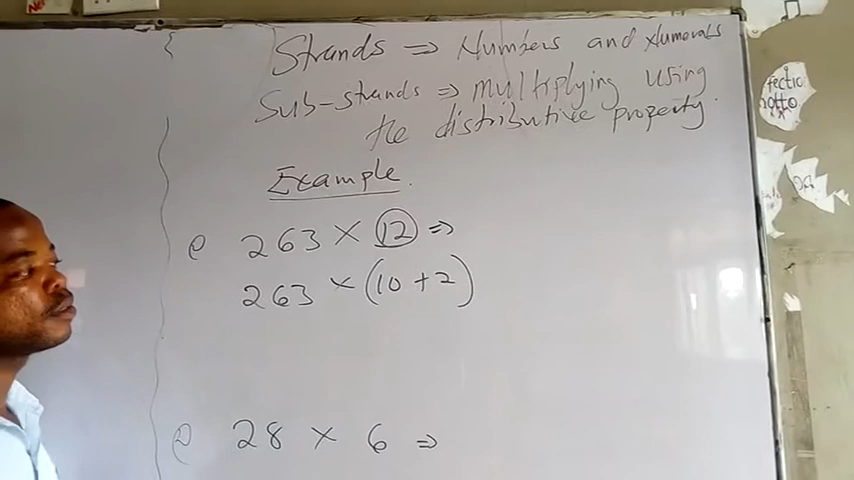 Strands ⇒ Numbers and Numerals
Sub-strands ⇒ multiplying using
the distributive property.
Example.
263 × 12 ⇒
263 × (10 + 2)
28 × 6 ⇒